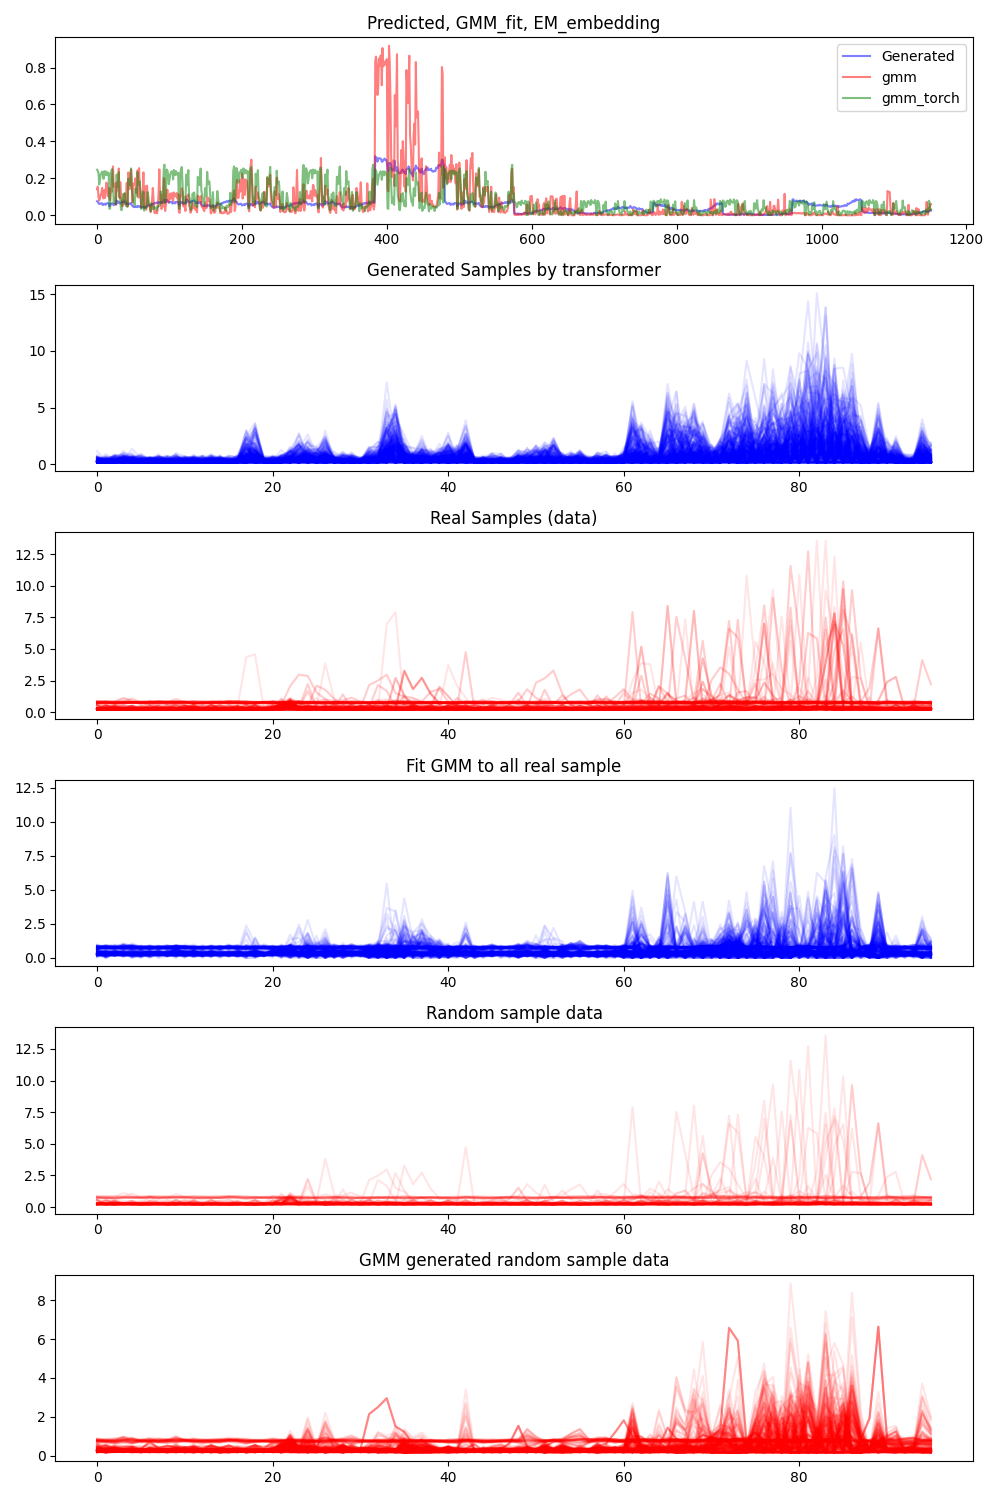 Predicted, GMM_fit, EM_embedding
Generated
gmm
gmm_torch
0.8
0.6
0.4
0.2
0.0
0 200 400 600 800 1000 1200
Generated Samples by transformer
15
10
5
0
0 20 40 60 80
Real Samples (data)
12.5
10.0
7.5
5.0
2.5
0.0
0 20 40 60 80
Fit GMM to all real sample
12.5
10.0
7.5
5.0
2.5
0.0
0 20 40 60 80
Random sample data
12.5
10.0
7.5
5.0
2.5
0.0
0 20 40 60 80
GMM generated random sample data
8
6
4
2
0
0 20 40 60 80